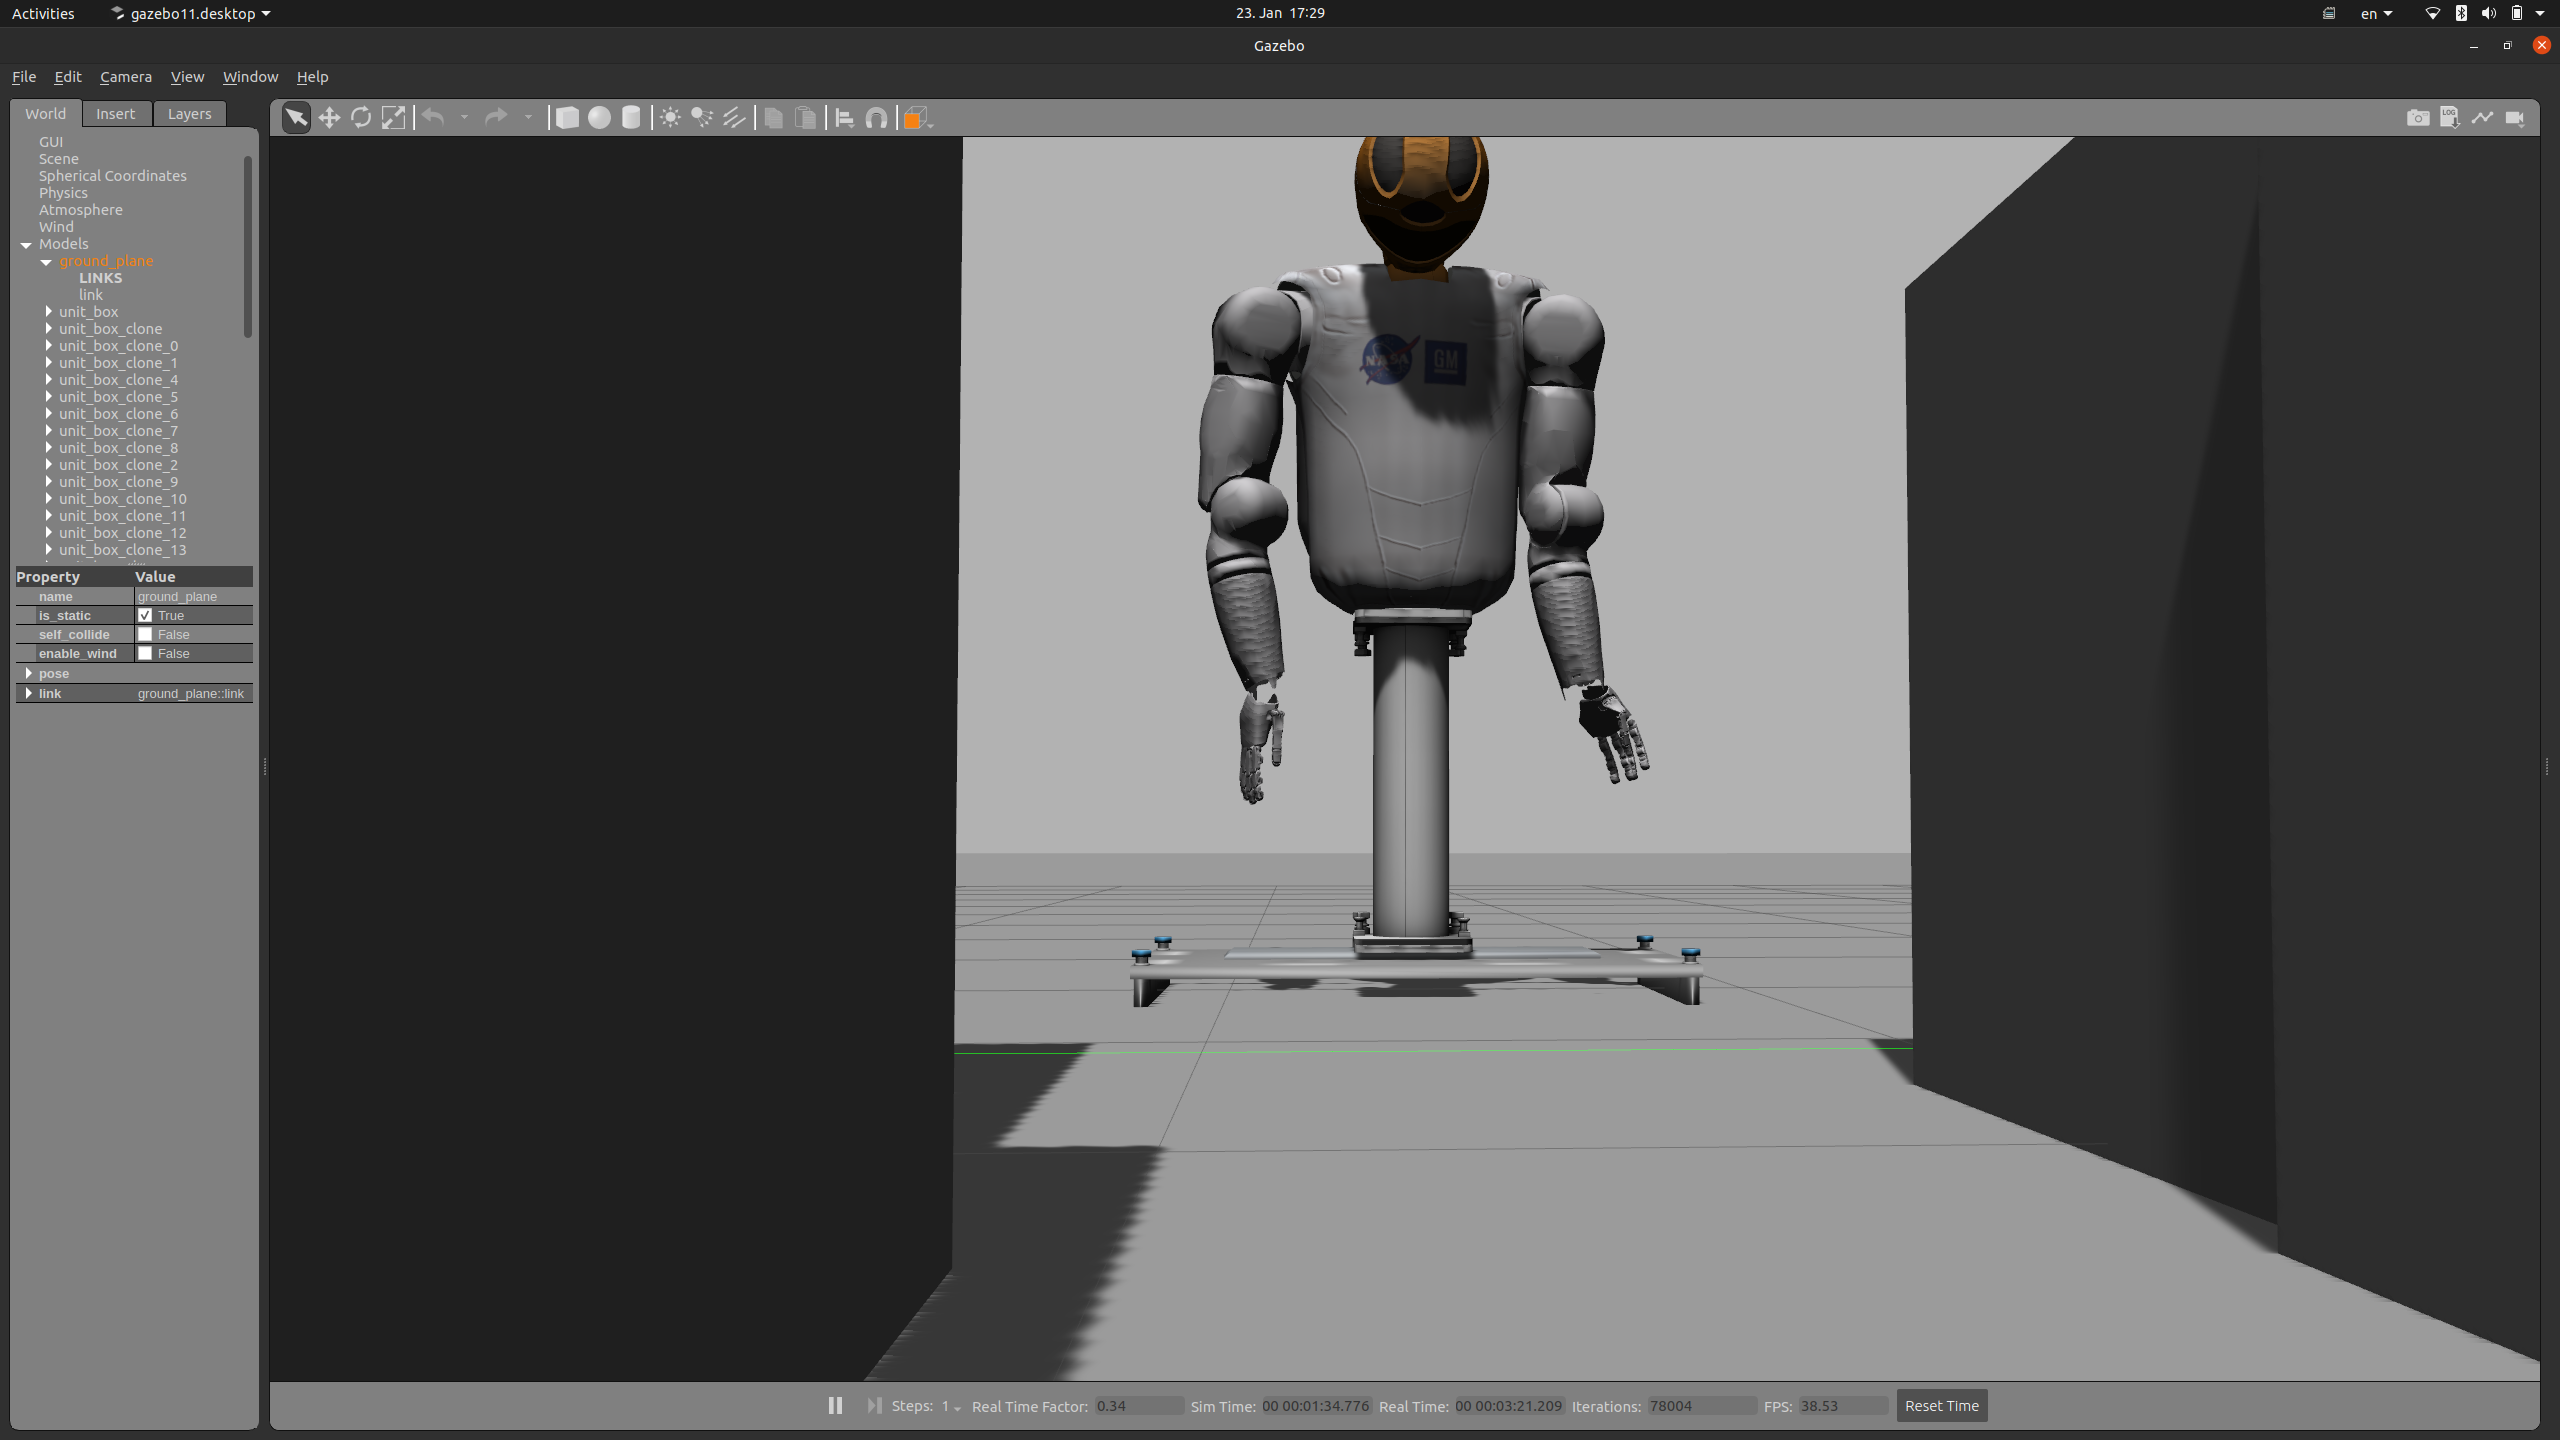 Activities gazebo11.desktop 23. Jan 17:29 en
Gazebo
File Edit Camera View Window Help
World Insert Layers
LOG
GUI
Scene
Spherical Coordinates
Physics
Atmosphere
Wind
Models
ground_plane
LINKS
link
unit_box
unit_box_clone
unit_box_clone_0
unit_box_clone_1
unit_box_clone_4
unit_box_clone_5
unit_box_clone_6
unit_box_clone_7
unit_box_clone_8
unit_box_clone_2
unit_box_clone_9
unit_box_clone_10
unit_box_clone_11
unit_box_clone_12
unit_box_clone_13
Property Value
name ground_plane
is_static True
self_collide False
enable_wind False
pose
link ground_plane::link
NASA GM
Steps: 1 Real Time Factor: 0.34 Sim Time: 00 00:01:34.776 Real Time: 00 00:03:21.209 Iterations: 78004 FPS: 38.53 Reset Time